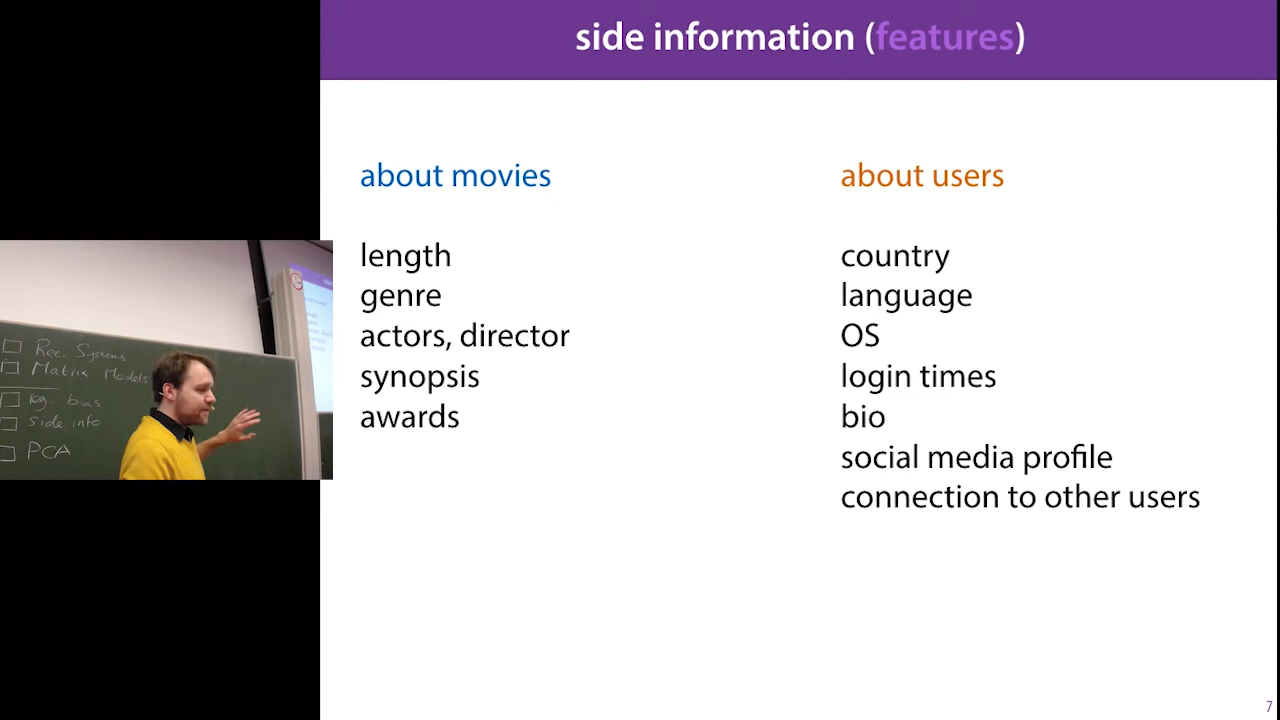 side information (features)
about movies
length
genre
actors, director
synopsis
awards
about users
country
language
OS
login times
bio
social media profile
connection to other users
Rec. Systems
Matrix Models
bias
Side info
PCA
7